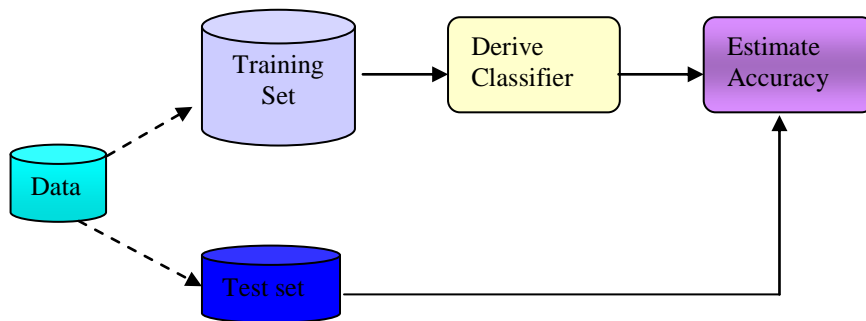 Training
Set
Derive
Classifier
Estimate
Accuracy
Data
Test set